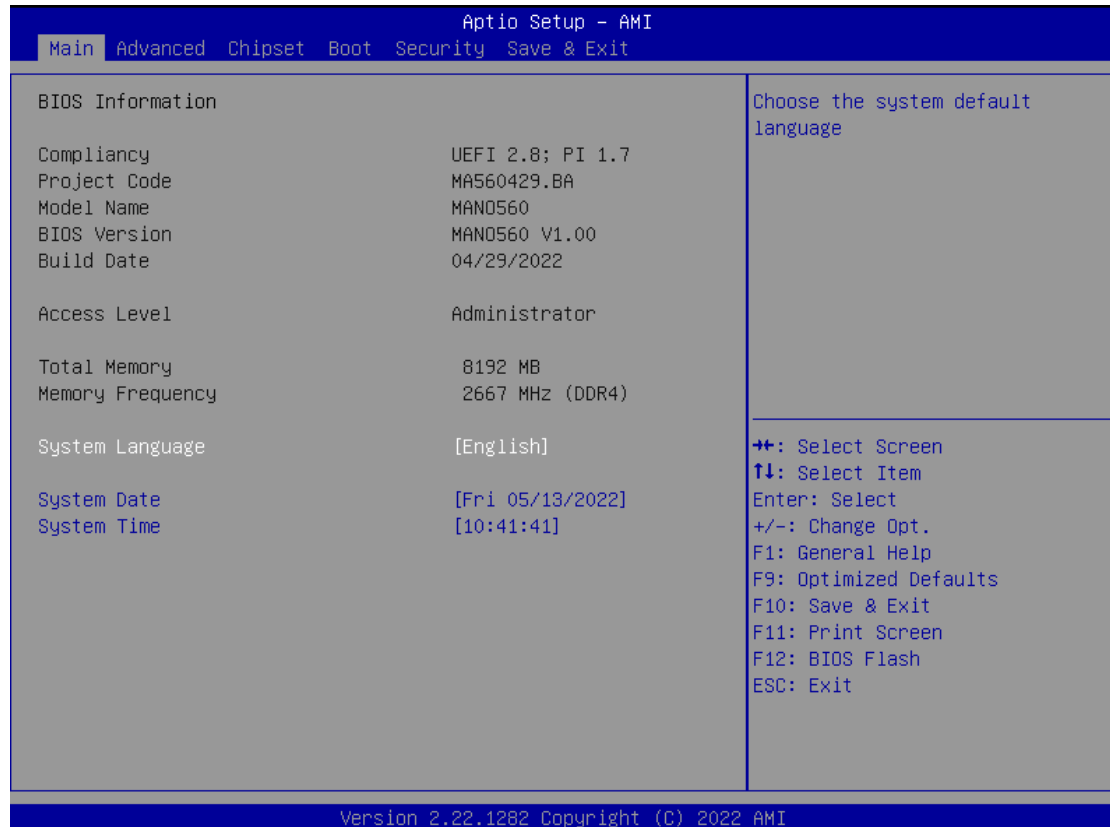 Aptio Setup – AMI
Main Advanced Chipset Boot Security Save & Exit
BIOS Information
Compliancy UEFI 2.8; PI 1.7
Project Code MA560429.BA
Model Name MANO560
BIOS Version MANO560 V1.00
Build Date 04/29/2022
Access Level Administrator
Total Memory 8192 MB
Memory Frequency 2667 MHz (DDR4)
System Language [English]
System Date [Fri 05/13/2022]
System Time [10:41:41]
Choose the system default
language
→←: Select Screen
↑↓: Select Item
Enter: Select
+/-: Change Opt.
F1: General Help
F9: Optimized Defaults
F10: Save & Exit
F11: Print Screen
F12: BIOS Flash
ESC: Exit
Version 2.22.1282 Copyright (C) 2022 AMI